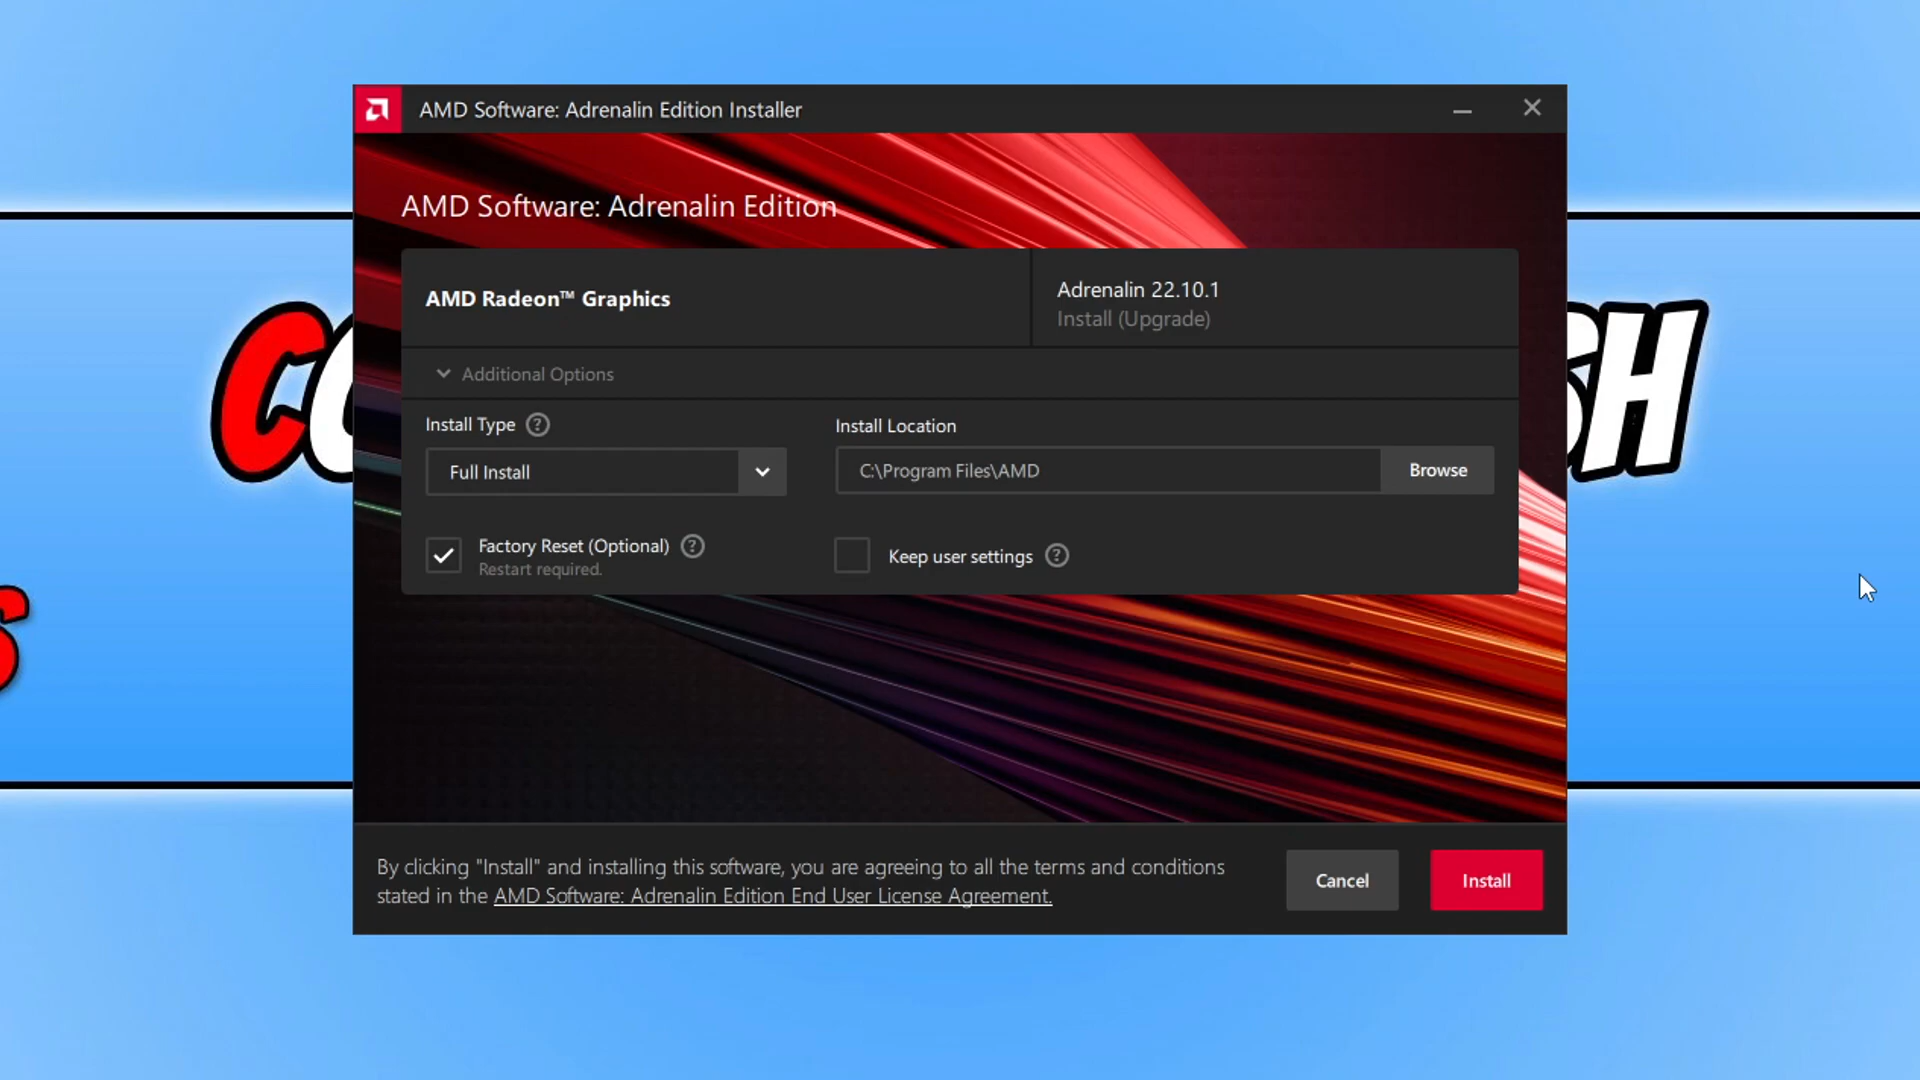 AMD Software: Adrenalin Edition Installer
AMD Software: Adrenalin Edition
AMD Radeon™ Graphics
Adrenalin 22.10.1
Install (Upgrade)
Additional Options
Install Type ?
Install Location
Full Install
C:\Program Files\AMD
Browse
Factory Reset (Optional) ?
Restart required.
Keep user settings ?
By clicking "Install" and installing this software, you are agreeing to all the terms and conditions
stated in the AMD Software: Adrenalin Edition End User License Agreement.
Cancel
Install